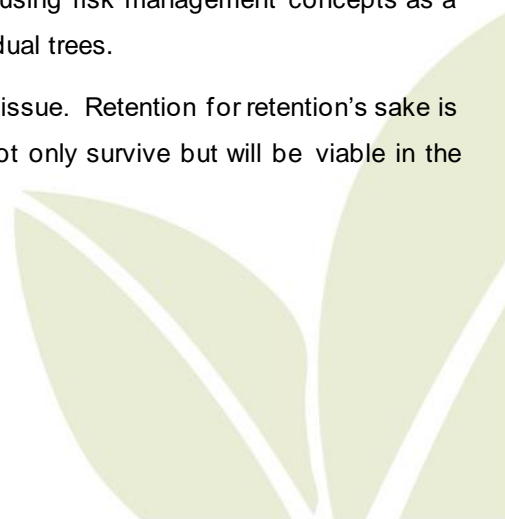 using risk management concepts as a
dual trees.
issue. Retention for retention's sake is
ot only survive but will be viable in the